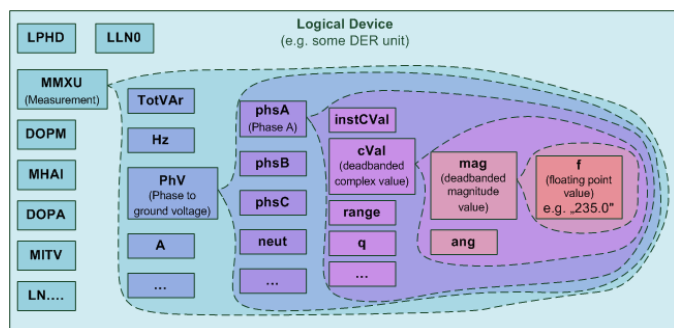 Logical Device
(e.g. some DER unit)
LPHD
LLN0
MMXU
(Measurement)
DOPM
MHAI
DOPA
MITV
LN....
TotVAr
Hz
PhV
(Phase to
ground voltage)
A
...
phsA
(Phase A)
phsB
phsC
neut
...
instCVal
cVal
(deadbanded
complex value)
range
q
...
mag
(deadbanded
magnitude
value)
ang
f
(floating point
value)
e.g. „235.0"